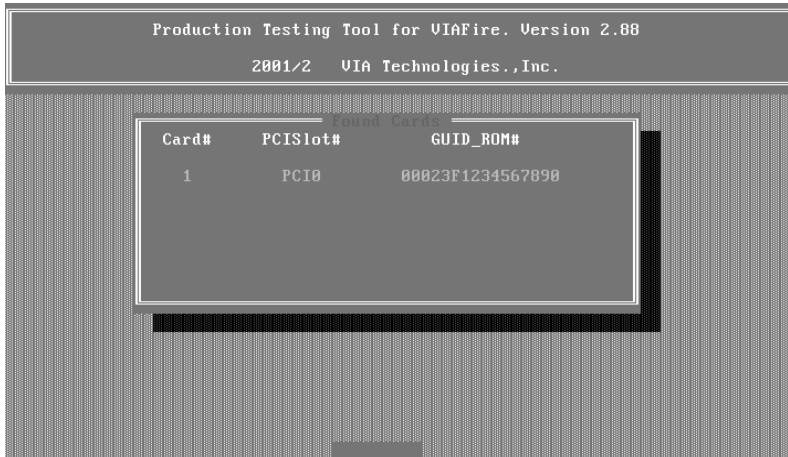 Production Testing Tool for VIAFire. Version 2.88
2001/2 VIA Technologies.,Inc.
Found Cards
Card# PCISlot# GUID_ROM#
1 PCI0 00023F1234567890